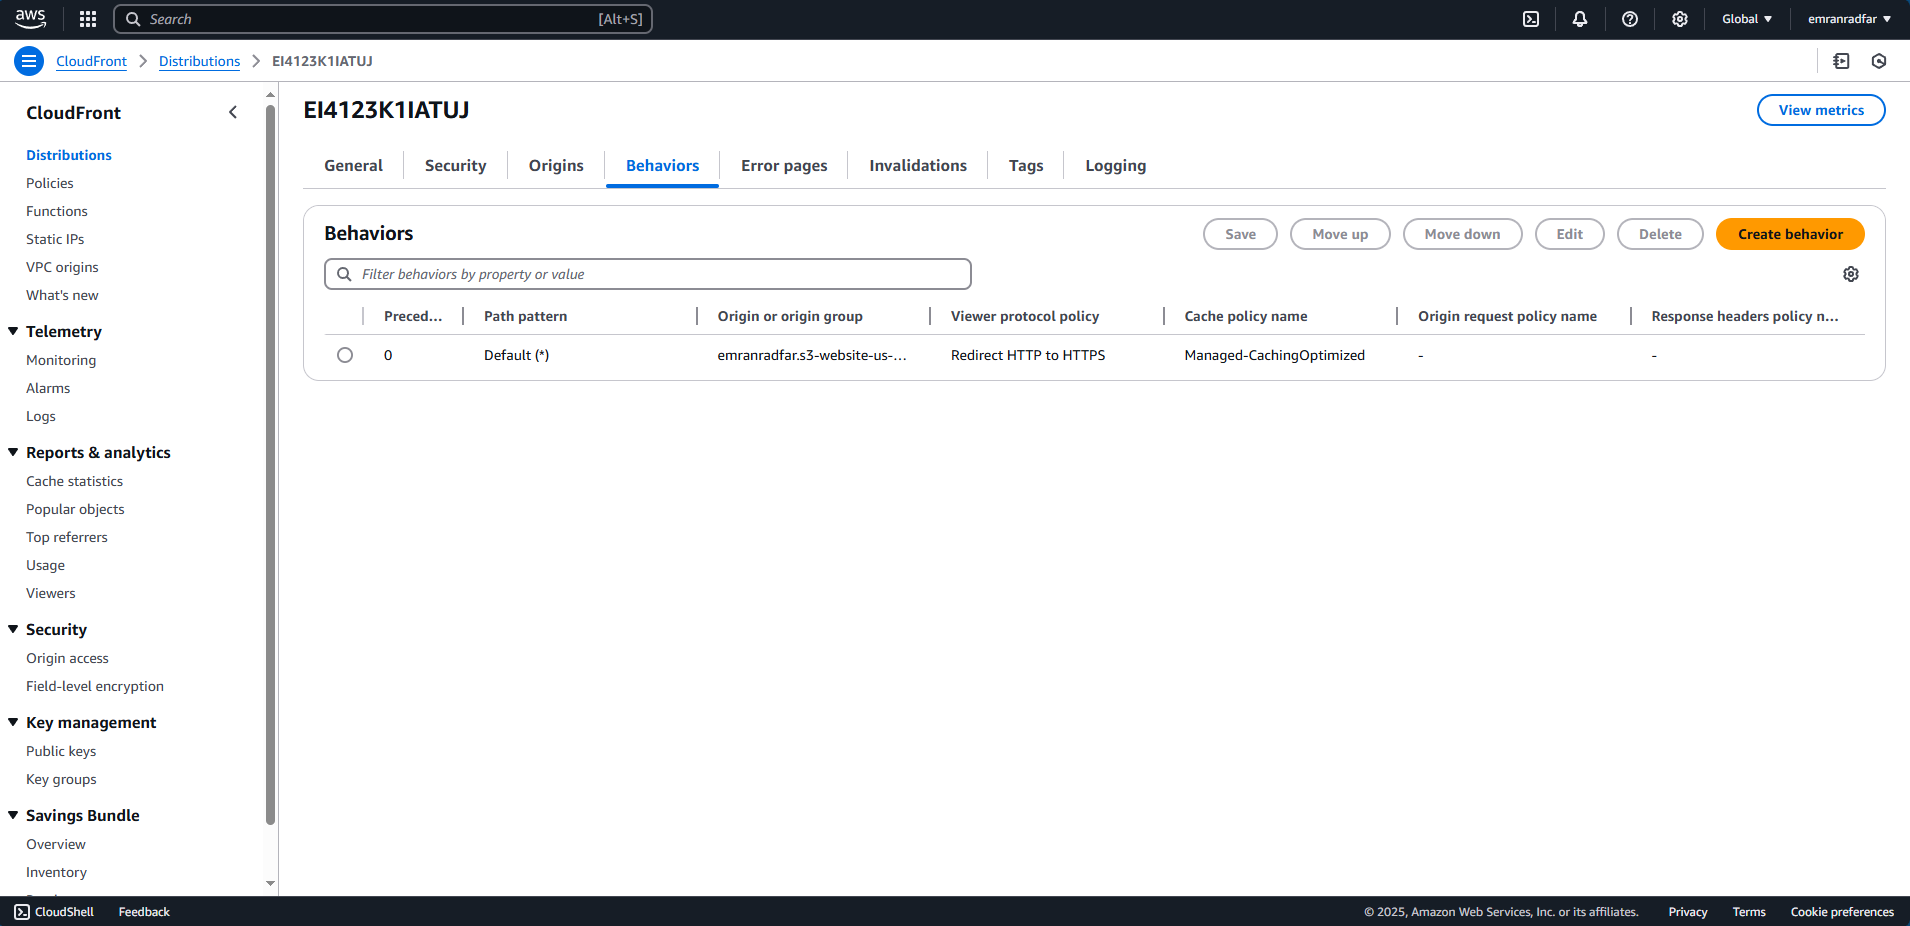 aws
Search [Alt+S]
Global
emranradfar
CloudFront
Distributions
EI4123K1IATUJ
CloudFront
Distributions
Policies
Functions
Static IPs
VPC origins
What's new
Telemetry
Monitoring
Alarms
Logs
Reports & analytics
Cache statistics
Popular objects
Top referrers
Usage
Viewers
Security
Origin access
Field-level encryption
Key management
Public keys
Key groups
Savings Bundle
Overview
Inventory
EI4123K1IATUJ
View metrics
General
Security
Origins
Behaviors
Error pages
Invalidations
Tags
Logging
Behaviors
Save
Move up
Move down
Edit
Delete
Create behavior
Filter behaviors by property or value
Preced... Path pattern Origin or origin group Viewer protocol policy Cache policy name Origin request policy name Response headers policy n...
0 Default (*) emranradfar.s3-website-us-... Redirect HTTP to HTTPS Managed-CachingOptimized - -
CloudShell
Feedback
© 2025, Amazon Web Services, Inc. or its affiliates.
Privacy
Terms
Cookie preferences